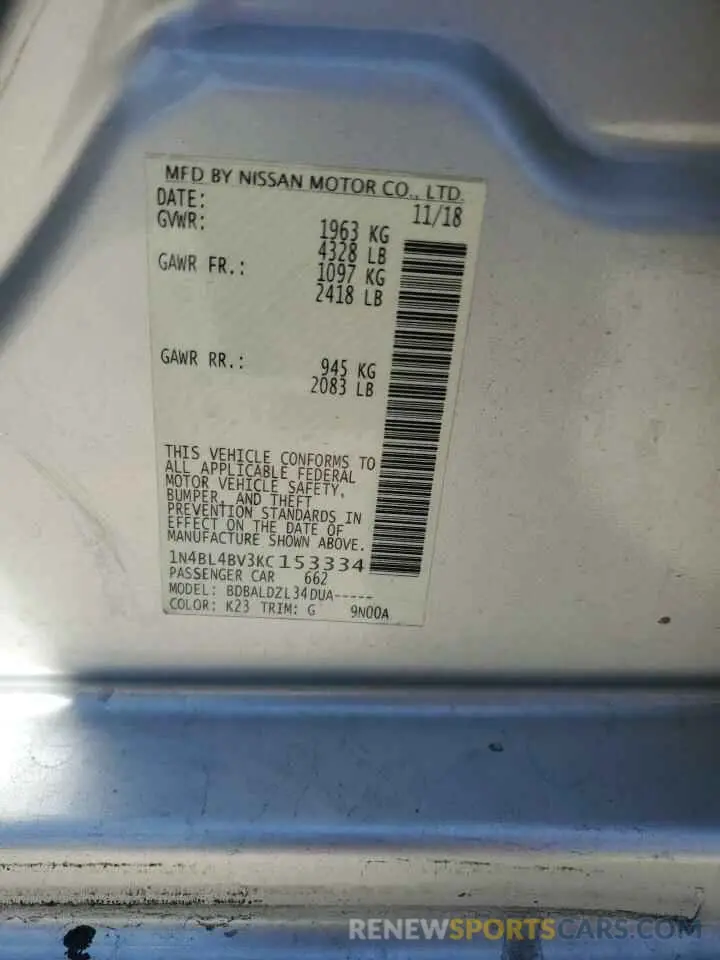 MFD BY NISSAN MOTOR CO., LTD.
DATE: 11/18
GVWR: 1963 KG
4328 LB
GAWR FR.: 1097 KG
2418 LB
GAWR RR.: 945 KG
2083 LB
THIS VEHICLE CONFORMS TO
ALL APPLICABLE FEDERAL
MOTOR VEHICLE SAFETY,
BUMPER, AND THEFT
PREVENTION STANDARDS IN
EFFECT ON THE DATE OF
MANUFACTURE SHOWN ABOVE.
1N4BL4BV3KC153334
PASSENGER CAR 662
MODEL: BDBALDZL34DUA-----
COLOR: K23 TRIM: G 9N00A
RENEWSPORTSCARS.COM